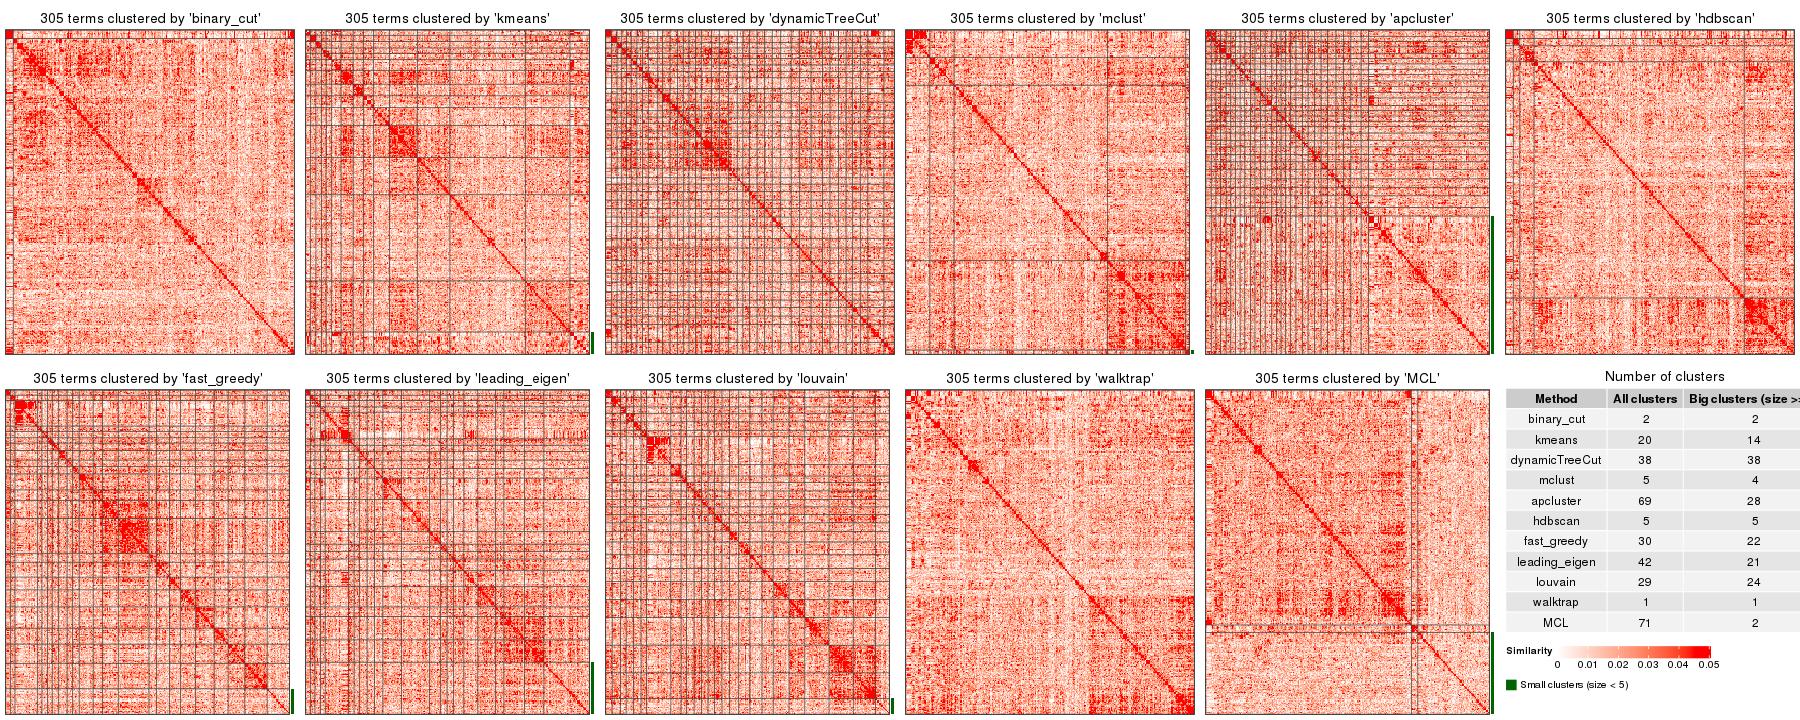 305 terms clustered by 'binary_cut'
305 terms clustered by 'kmeans'
305 terms clustered by 'dynamicTreeCut'
305 terms clustered by 'mclust'
305 terms clustered by 'apcluster'
305 terms clustered by 'hdbscan'
305 terms clustered by 'fast_greedy'
305 terms clustered by 'leading_eigen'
305 terms clustered by 'louvain'
305 terms clustered by 'walktrap'
305 terms clustered by 'MCL'
Number of clusters
Method All clusters Big clusters (size >=
binary_cut 2 2
kmeans 20 14
dynamicTreeCut 38 38
mclust 5 4
apcluster 69 28
hdbscan 5 5
fast_greedy 30 22
leading_eigen 42 21
louvain 29 24
walktrap 1 1
MCL 71 2
Similarity
0 0.01 0.02 0.03 0.04 0.05
Small clusters (size < 5)